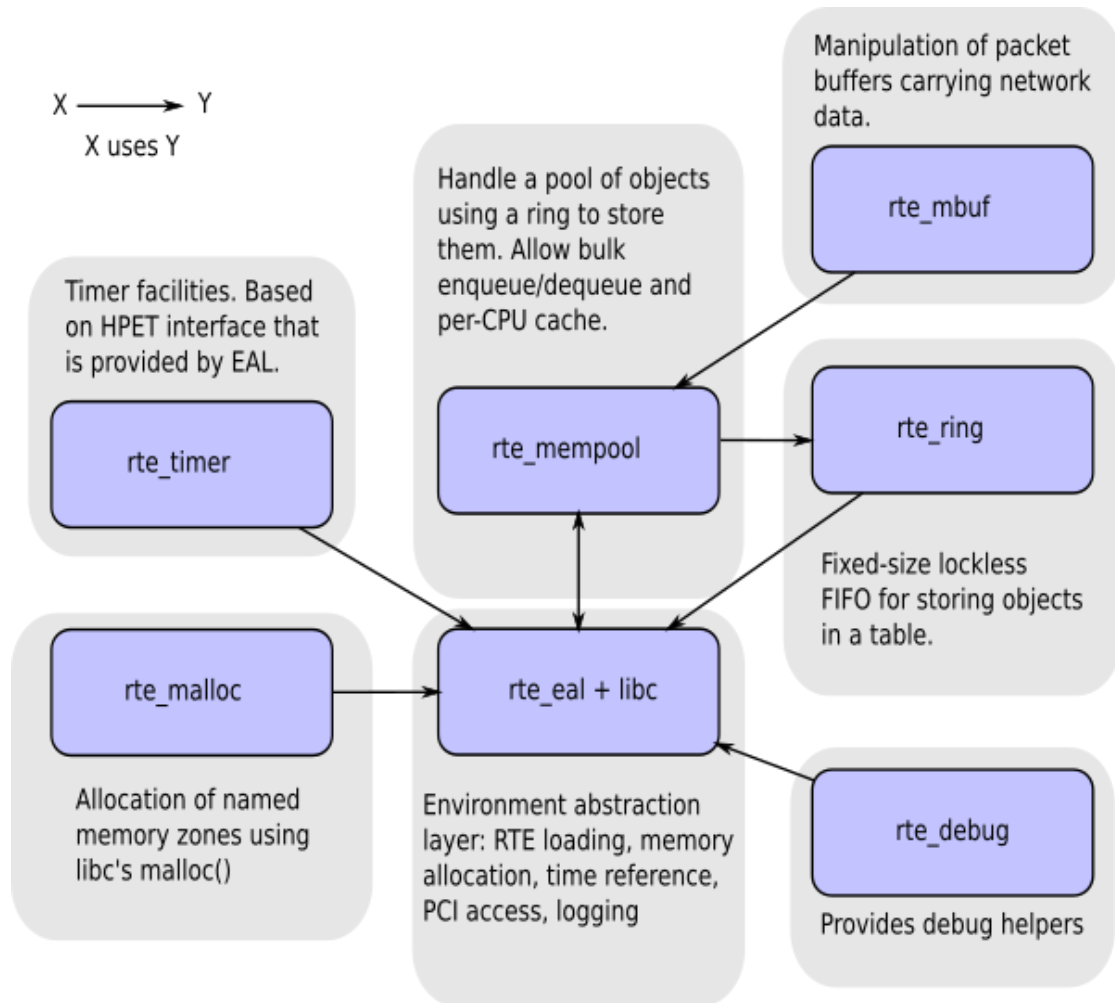 X Y
X uses Y
Manipulation of packet
buffers carrying network
data.
rte_mbuf
Handle a pool of objects
using a ring to store
them. Allow bulk
enqueue/dequeue and
per-CPU cache.
rte_mempool
Timer facilities. Based
on HPET interface that
is provided by EAL.
rte_timer
rte_ring
Fixed-size lockless
FIFO for storing objects
in a table.
rte_malloc
Allocation of named
memory zones using
libc's malloc()
rte_eal + libc
Environment abstraction
layer: RTE loading, memory
allocation, time reference,
PCI access, logging
rte_debug
Provides debug helpers